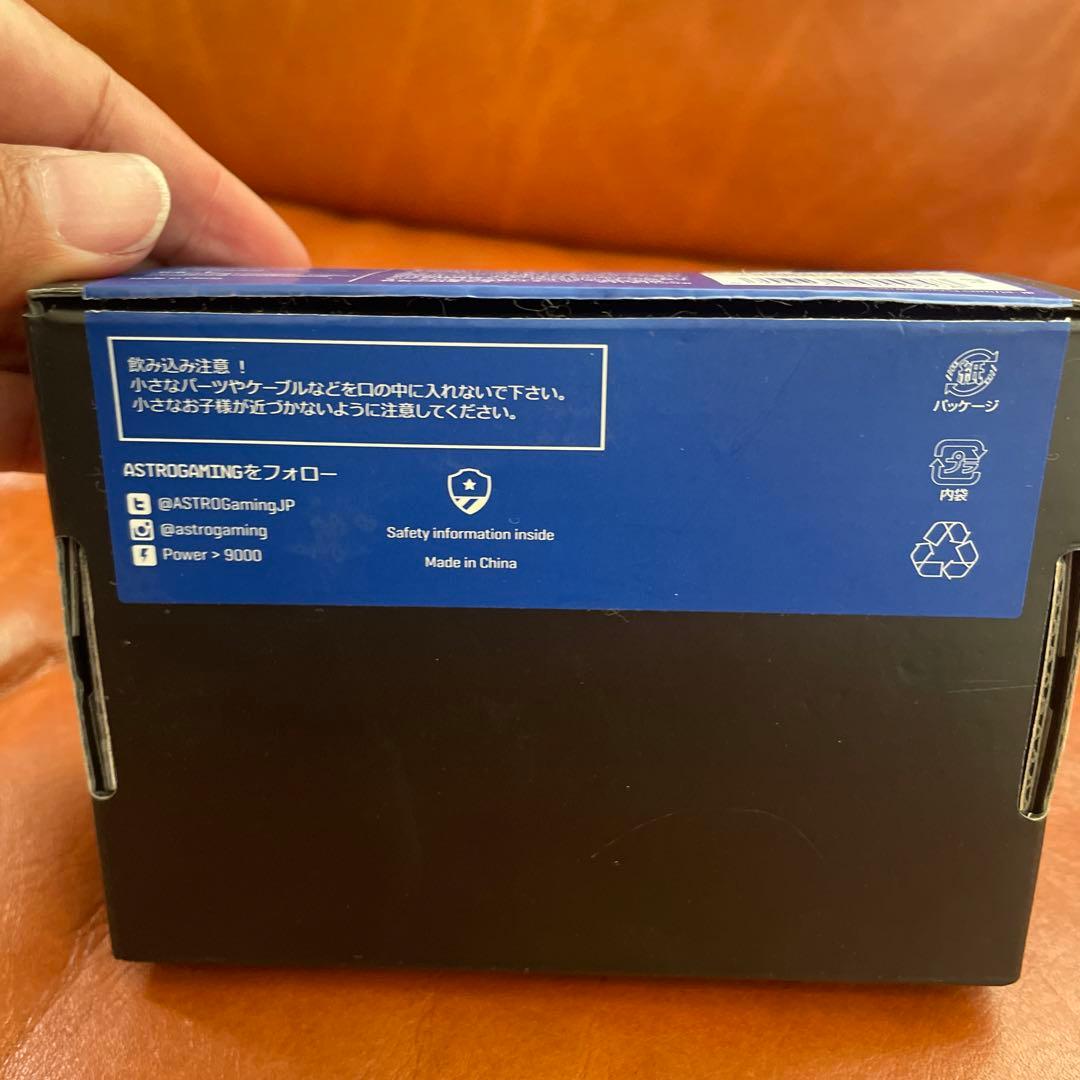 飲み込み注意！
小さなパーツやケーブルなどを口の中に入れないで下さい。
小さなお子様が近づかないように注意してください。
ASTROGAMINGをフォロー
@ASTROGamingJP
@astrogaming
Power > 9000
Safety information inside
Made in China
紙
パッケージ
プラ
内袋